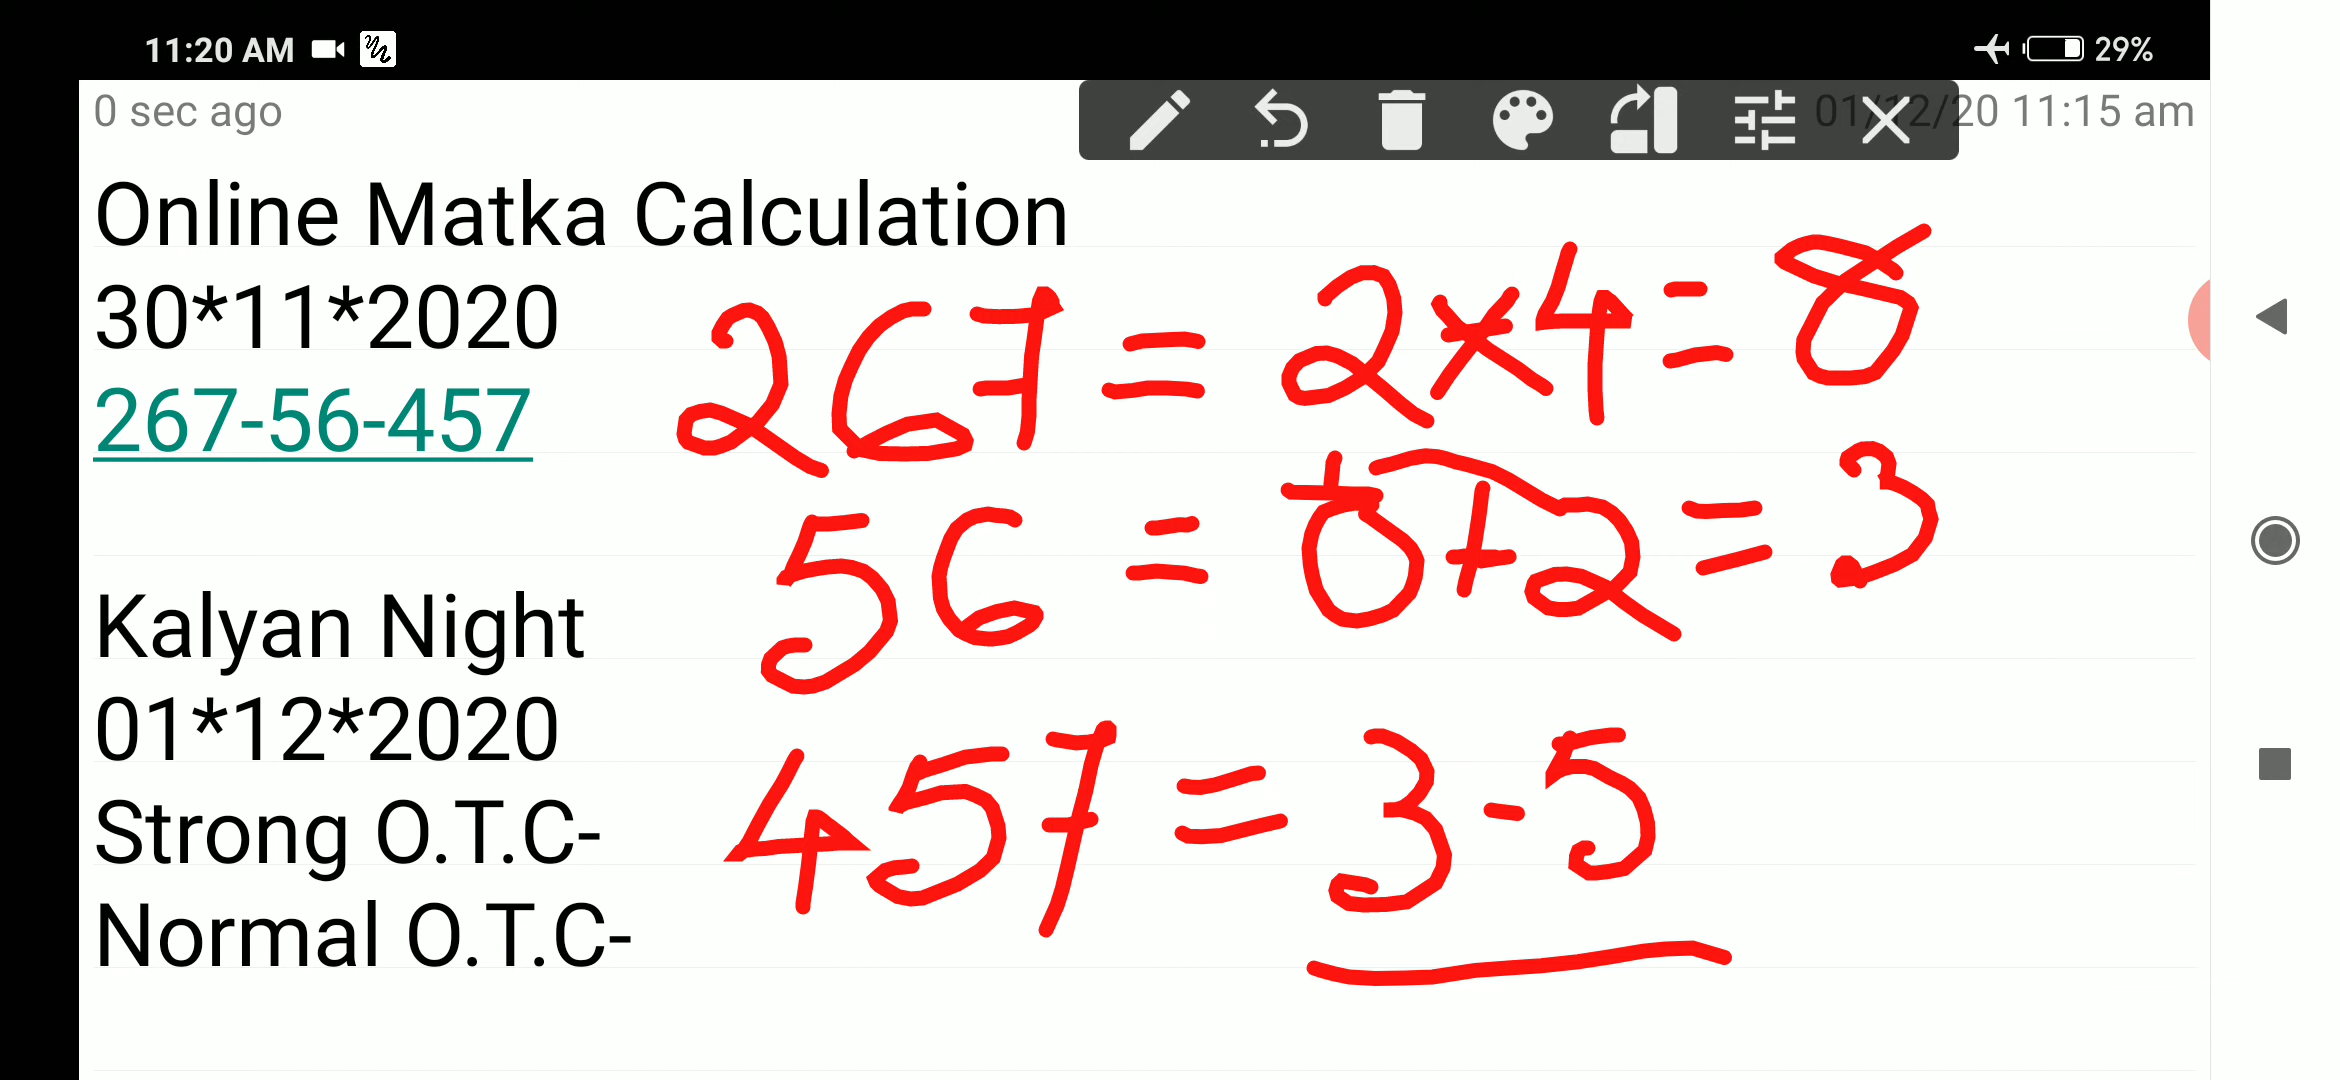 11:20 AM
29%
0 sec ago
01/12/20 11:15 am
Online Matka Calculation
30*11*2020
267-56-457
Kalyan Night
01*12*2020
Strong O.T.C-
Normal O.T.C-
267 = 2×4=8
56 = +2=3
457 = 3-5